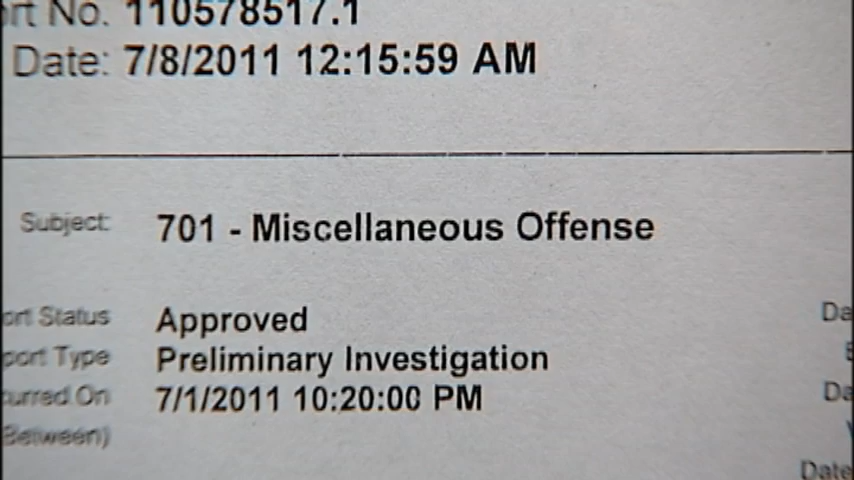 ort No. 110578517.1
Date: 7/8/2011 12:15:59 AM
Subject: 701 - Miscellaneous Offense
ort Status Approved Da
port Type Preliminary Investigation
curred On 7/1/2011 10:20:00 PM Da
Between)
Date